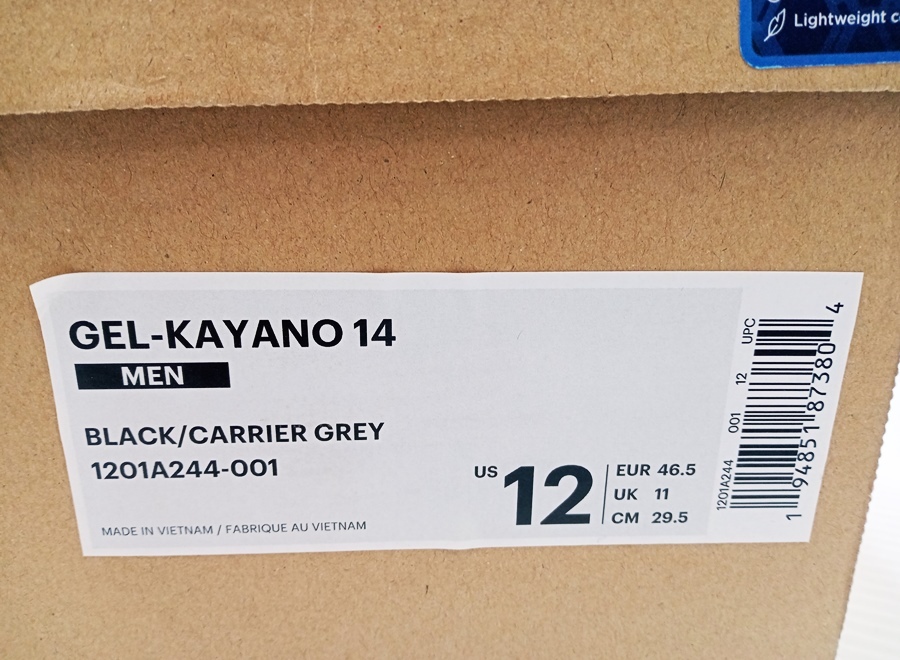 Lightweight
GEL-KAYANO 14
MEN
BLACK/CARRIER GREY
1201A244-001
MADE IN VIETNAM / FABRIQUE AU VIETNAM
US 12
EUR 46.5
UK 11
CM 29.5
1201A244 001 12 UPC
1 94851 87380 4